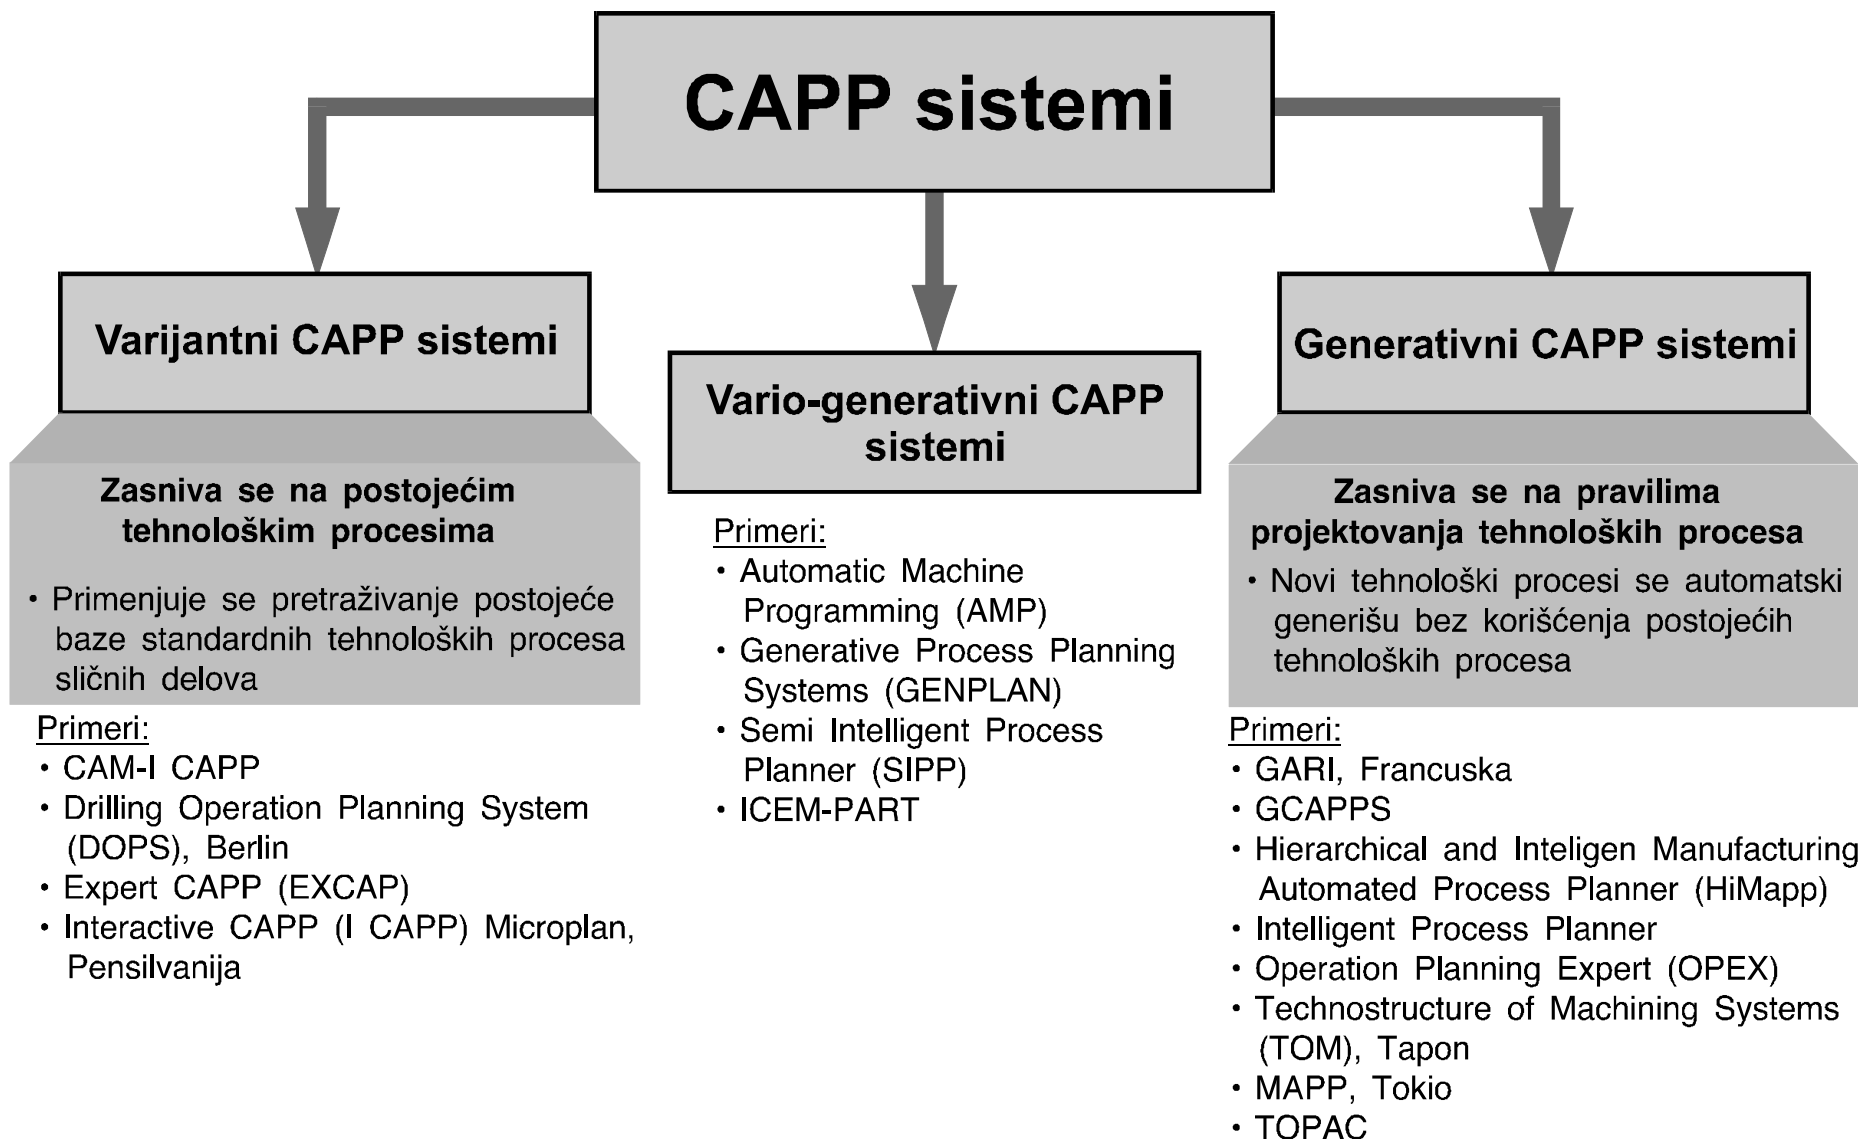 CAPP sistemi
Varijantni CAPP sistemi
Zasniva se na postojećim
tehnološkim procesima
• Primenjuje se pretraživanje postojeće
baze standardnih tehnoloških procesa
sličnih delova
Primeri:
• CAM-I CAPP
• Drilling Operation Planning System
(DOPS), Berlin
• Expert CAPP (EXCAP)
• Interactive CAPP (I CAPP) Microplan,
Pensilvanija
Vario-generativni CAPP
sistemi
Primeri:
• Automatic Machine
Programming (AMP)
• Generative Process Planning
Systems (GENPLAN)
• Semi Intelligent Process
Planner (SIPP)
• ICEM-PART
Generativni CAPP sistemi
Zasniva se na pravilima
projektovanja tehnoloških procesa
• Novi tehnološki procesi se automatski
generišu bez korišćenja postojećih
tehnoloških procesa
Primeri:
• GARI, Francuska
• GCAPPS
• Hierarchical and Inteligen Manufacturing
Automated Process Planner (HiMapp)
• Intelligent Process Planner
• Operation Planning Expert (OPEX)
• Technostructure of Machining Systems
(TOM), Tapon
• MAPP, Tokio
• TOPAC